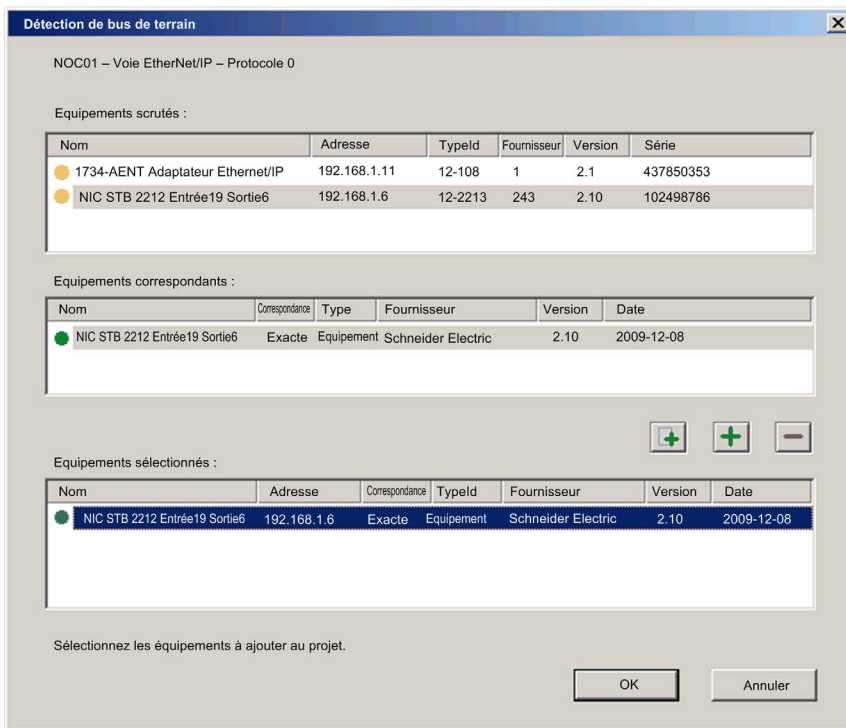 Détection de bus de terrain
NOC01 – Voie EtherNet/IP – Protocole 0
Equipements scrutés :
Nom Adresse TypeId Fournisseur Version Série
1734-AENT Adaptateur Ethernet/IP 192.168.1.11 12-108 1 2.1 437850353
NIC STB 2212 Entrée19 Sortie6 192.168.1.6 12-2213 243 2.10 102498786
Equipements correspondants :
Nom Correspondance Type Fournisseur Version Date
NIC STB 2212 Entrée19 Sortie6 Exacte Equipement Schneider Electric 2.10 2009-12-08
Equipements sélectionnés :
Nom Adresse Correspondance TypeId Fournisseur Version Date
NIC STB 2212 Entrée19 Sortie6 192.168.1.6 Exacte Equipement Schneider Electric 2.10 2009-12-08
Sélectionnez les équipements à ajouter au projet.
OK Annuler